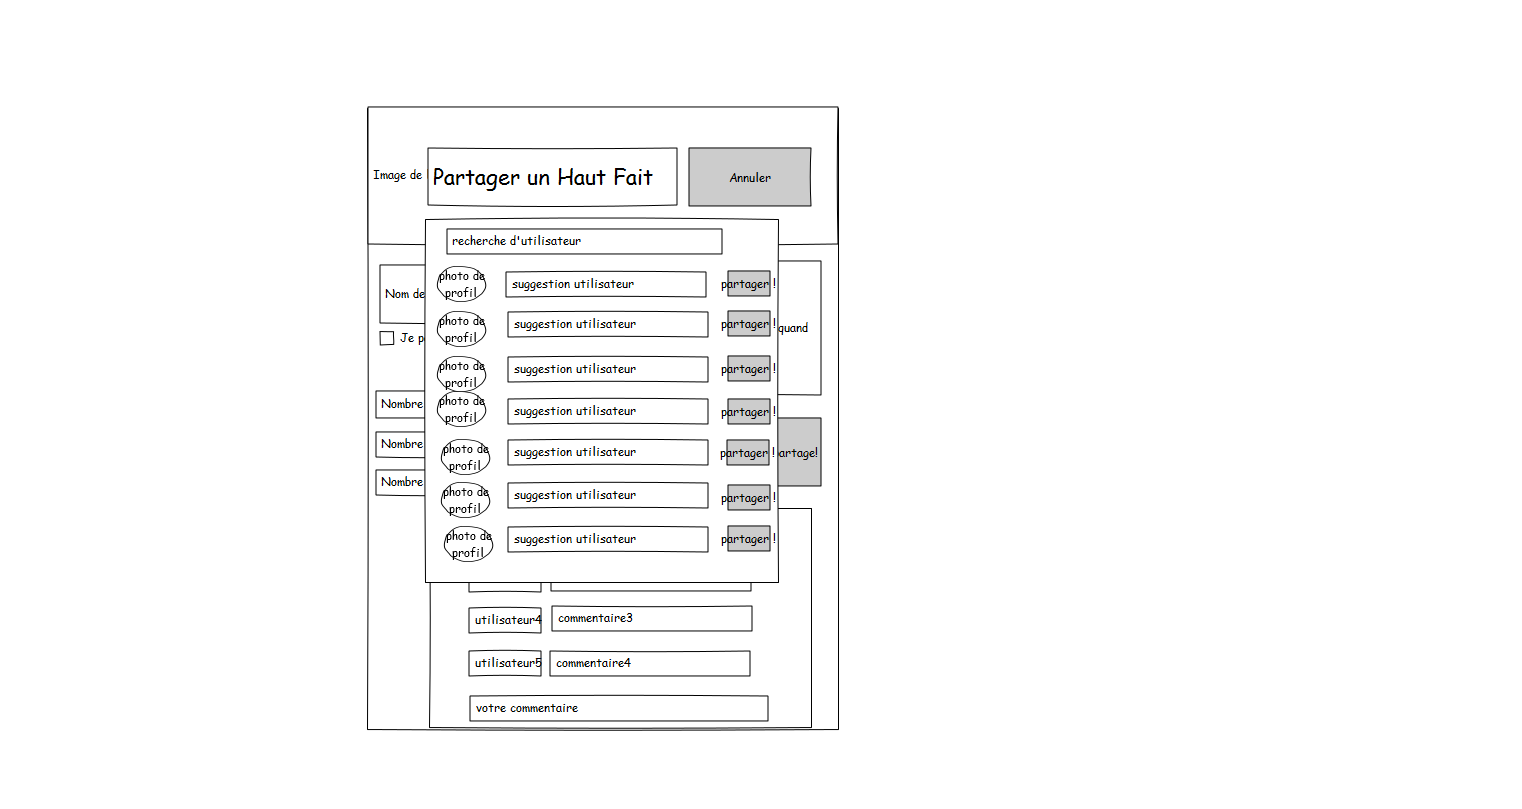 Image de
Partager un Haut Fait
Annuler
recherche d'utilisateur
photo de
profil
suggestion utilisateur
partager !
Nom de
photo de
profil
suggestion utilisateur
partager !
quand
Je p
photo de
profil
suggestion utilisateur
partager !
Nombre
photo de
profil
suggestion utilisateur
partager !
Nombre
photo de
profil
suggestion utilisateur
partager !
artage!
Nombre
photo de
profil
suggestion utilisateur
partager !
photo de
profil
suggestion utilisateur
partager !
utilisateur4
commentaire3
utilisateur5
commentaire4
votre commentaire